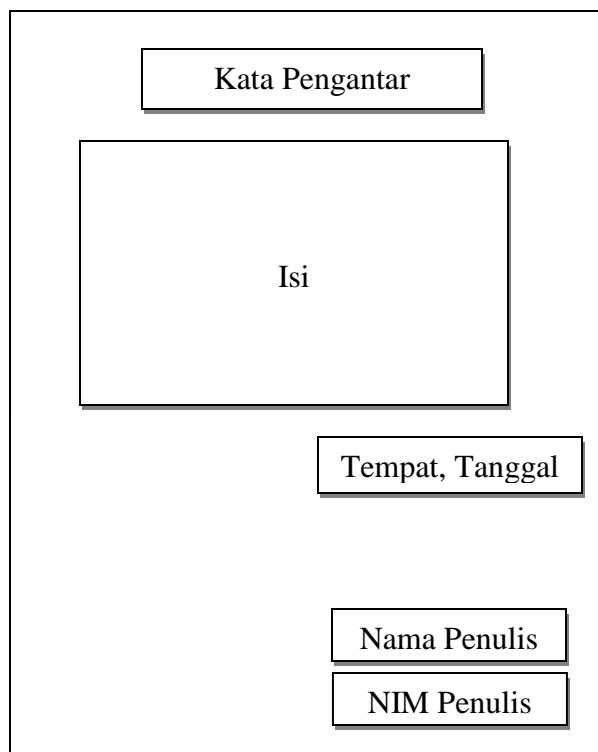 Kata Pengantar
Isi
Tempat, Tanggal
Nama Penulis
NIM Penulis